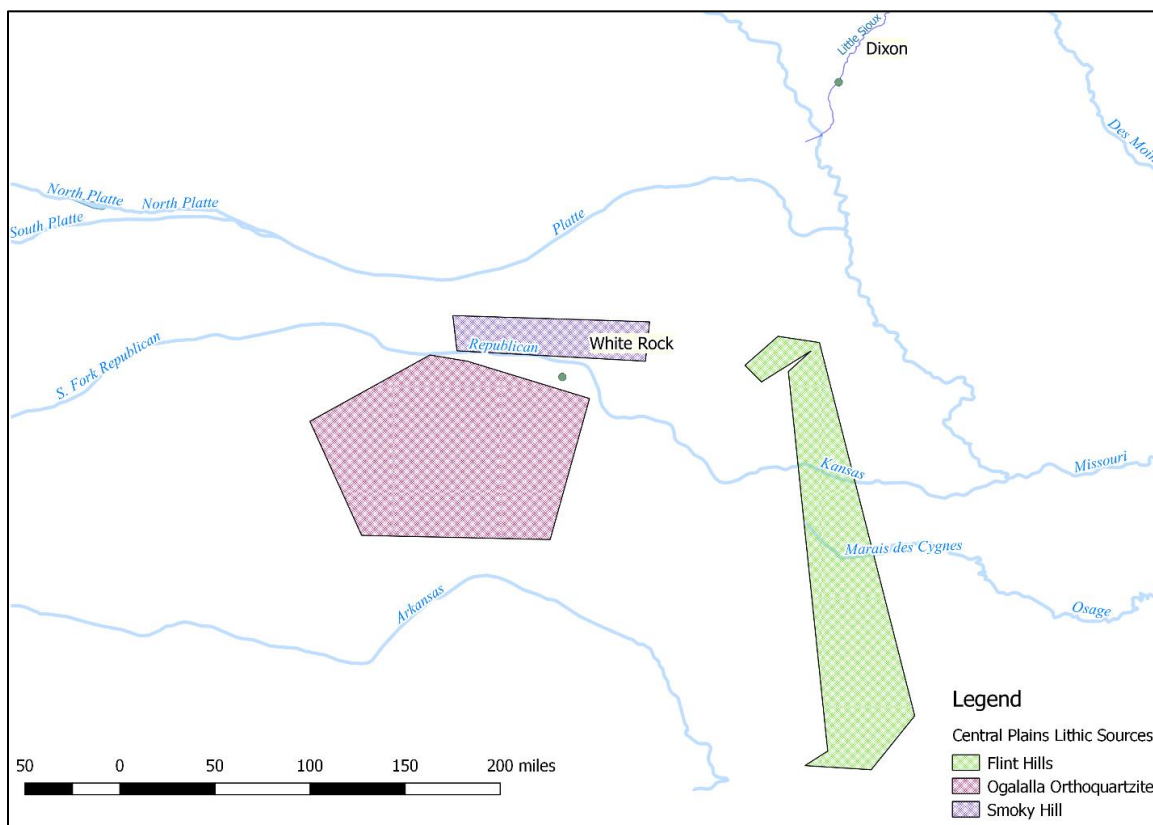 Little Sioux
Dixon
Des Moin
North Platte
North Platte
South Platte
Platte
White Rock
Republican
S. Fork Republican
Kansas
Missouri
Marais des Cygnes
Arkansas
Osage
Legend
Central Plains Lithic Sources
Flint Hills
Ogalalla Orthoquartzite
Smoky Hill
50 0 50 100 150 200 miles